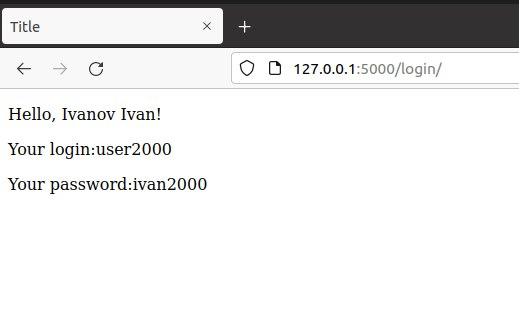 Title
127.0.0.1:5000/login/
Hello, Ivanov Ivan!
Your login:user2000
Your password:ivan2000